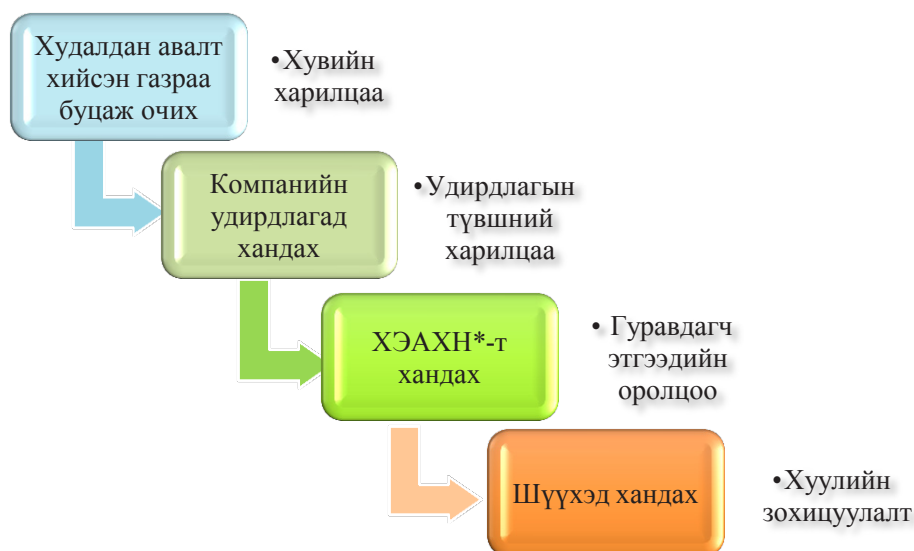 Худалдан авалт
хийсэн газраа
буцаж очих
•Хувийн
харилцаа
Компанийн
удирдлагад
хандах
•Удирдлагын
түвшний
харилцаа
ХЭАХН*-т
хандах
• Гуравдагч
этгээдийн
оролцоо
Шүүхэд хандах
•Хуулийн
зохицуулалт